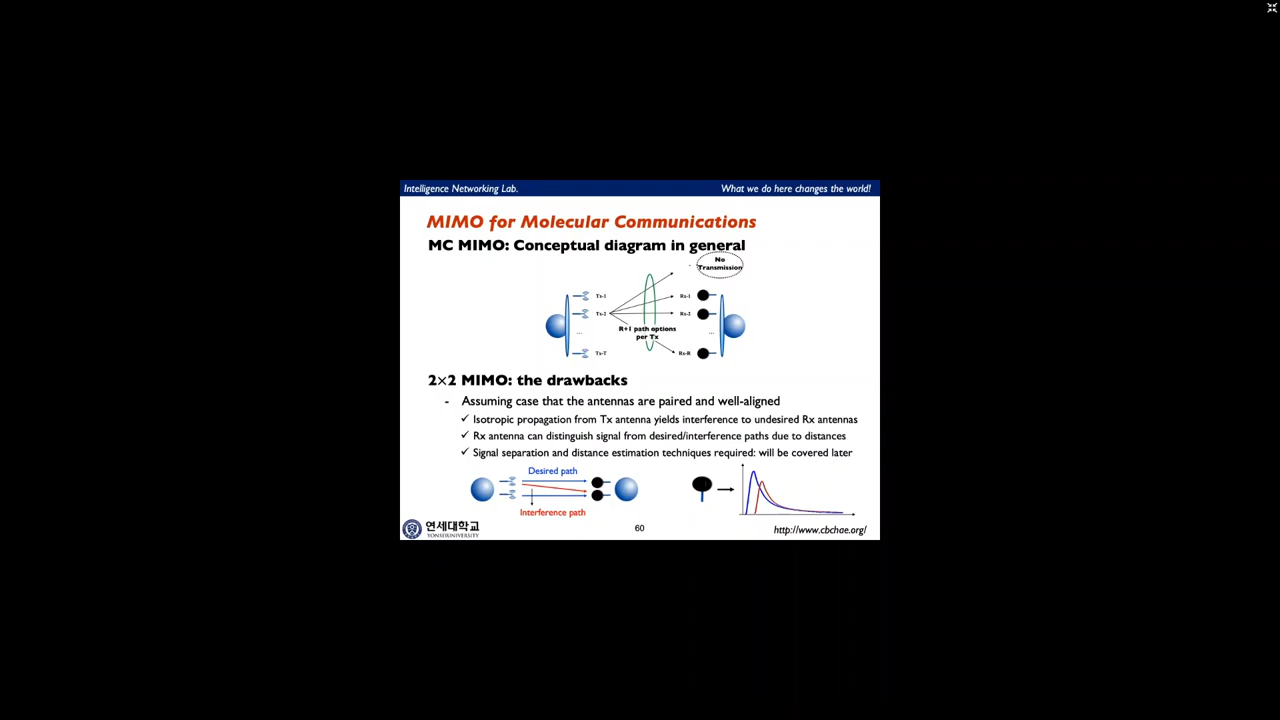 Intelligence Networking Lab.
What we do here changes the world!
MIMO for Molecular Communications
MC MIMO: Conceptual diagram in general
No
Transmission
Tx-1
Rx-1
Tx-2
Rx-2
R+1 path options
per Tx
...
...
Tx-T
Rx-R
2×2 MIMO: the drawbacks
- Assuming case that the antennas are paired and well-aligned
✓ Isotropic propagation from Tx antenna yields interference to undesired Rx antennas
✓ Rx antenna can distinguish signal from desired/interference paths due to distances
✓ Signal separation and distance estimation techniques required: will be covered later
Desired path
Interference path
연세대학교
YONSEI UNIVERSITY
60
http://www.cbchae.org/